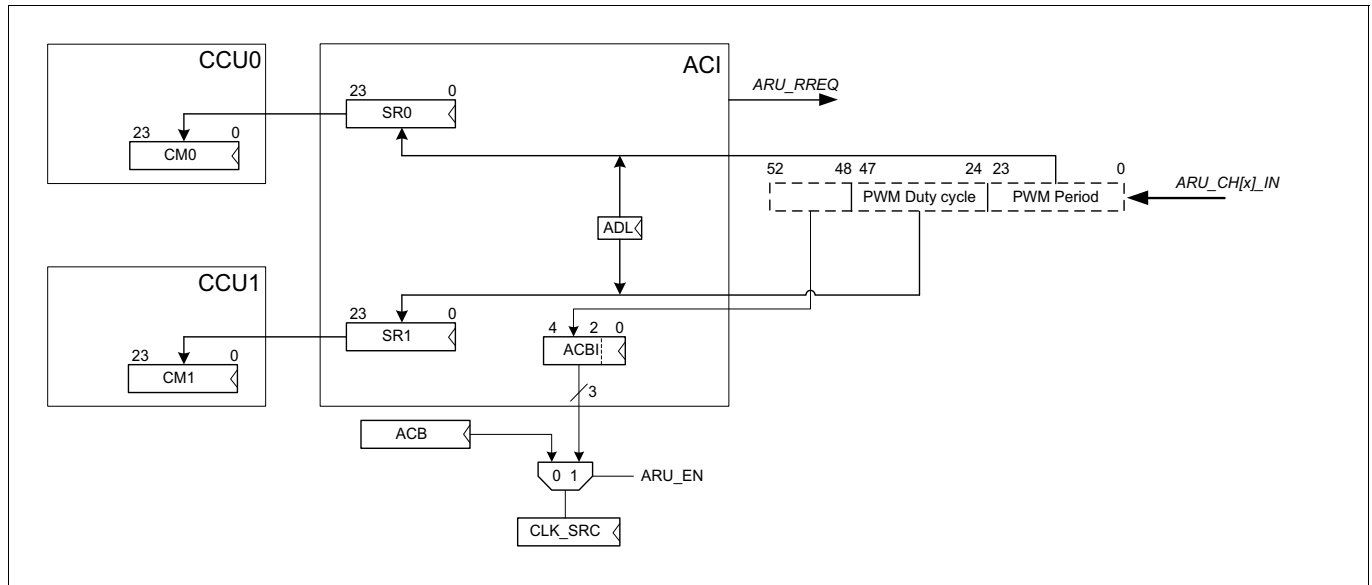 CCU0
ACI
ARU_RREQ
23 0
SR0
23 0
CM0
52 48 47 24 23 0
ARU_CH[x]_IN
PWM Duty cycle PWM Period
ADL
CCU1
23 0
SR1
4 2 0
ACBI
23 0
CM1
3
ACB
0 1
ARU_EN
CLK_SRC